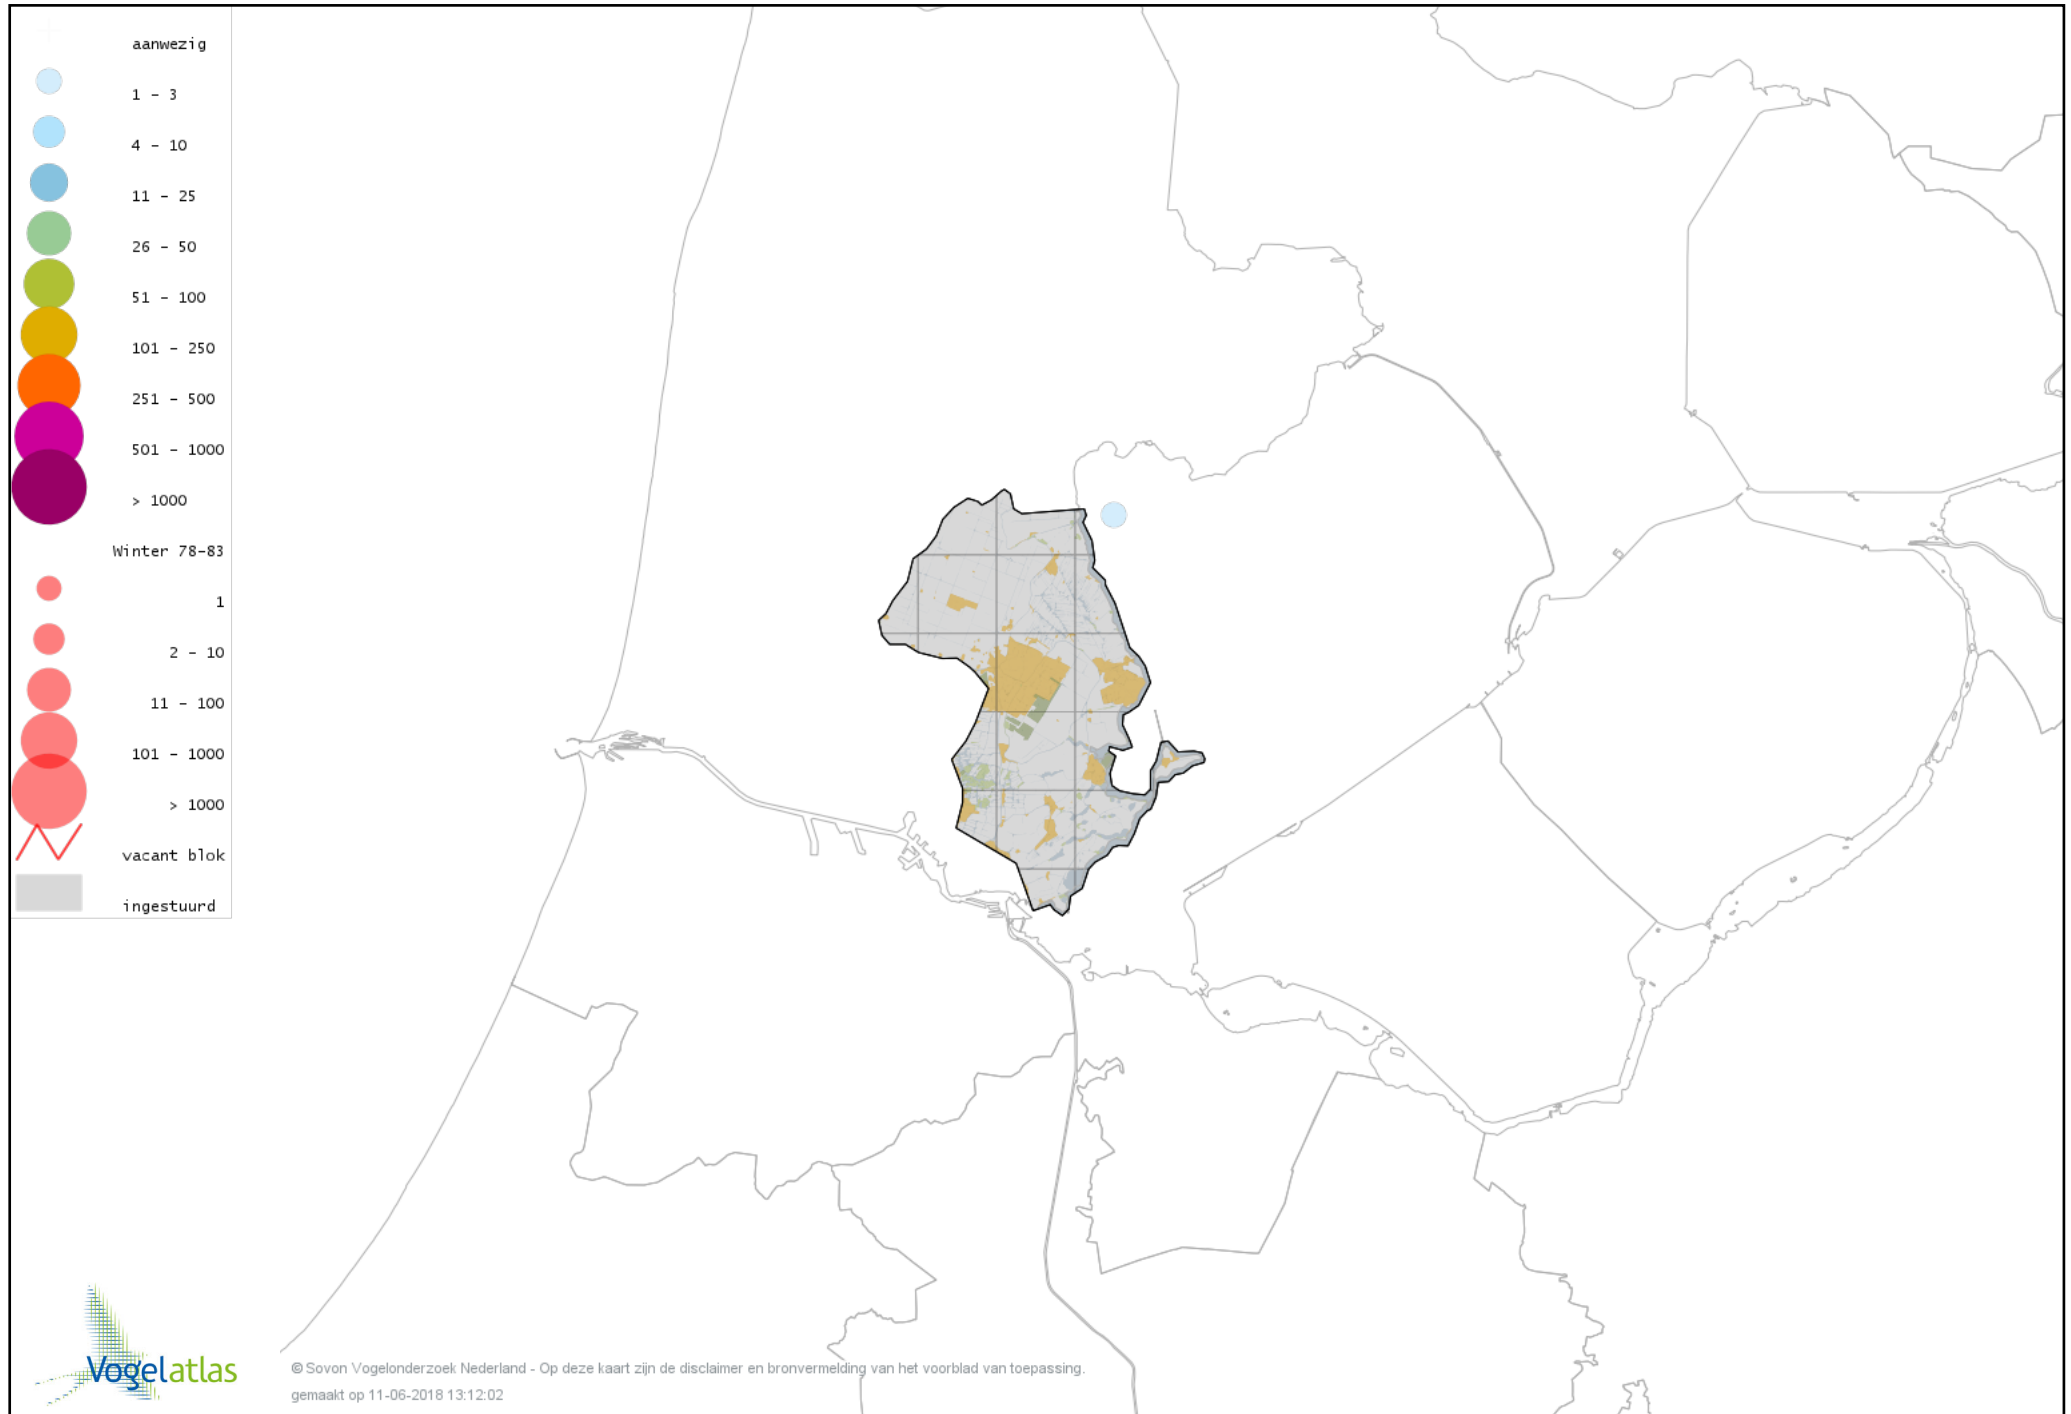 aanwezig
1 - 3
4 - 10
11 - 25
26 - 50
51 - 100
101 - 250
251 - 500
501 - 1000
> 1000
Winter 78-83
1
2 - 10
11 - 100
101 - 1000
> 1000
vacant blok
ingestuurd
Vogelatlas
© Sovon Vogelonderzoek Nederland - Op deze kaart zijn de disclaimer en bronvermelding van het voorblad van toepassing.
gemaakt op 11-06-2018 13:12:02